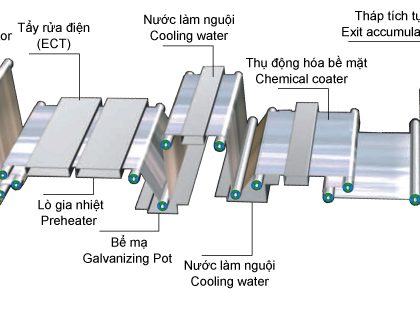 or
Tẩy rửa điện
(ECT)
Nước làm nguội
Cooling water
Thụ động hóa bề mặt
Chemical coater
Tháp tích tụ
Exit accumula
Lò gia nhiệt
Preheater
Bể mạ
Galvanizing Pot
Nước làm nguội
Cooling water